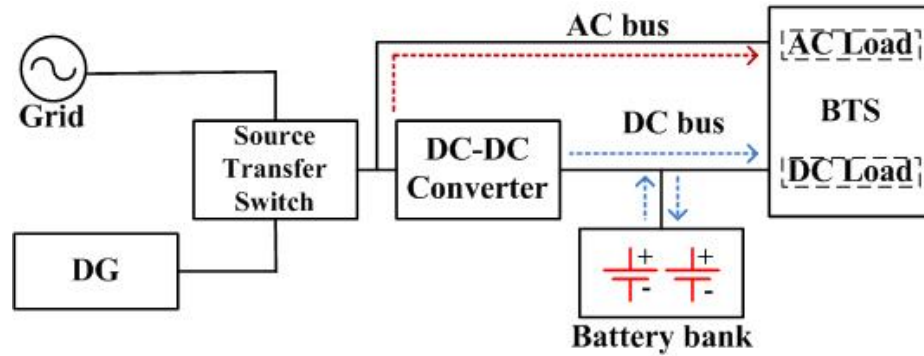 Grid
DG
Source
Transfer
Switch
AC bus
DC-DC
Converter
DC bus
+
-
+
-
Battery bank
AC Load
BTS
DC Load